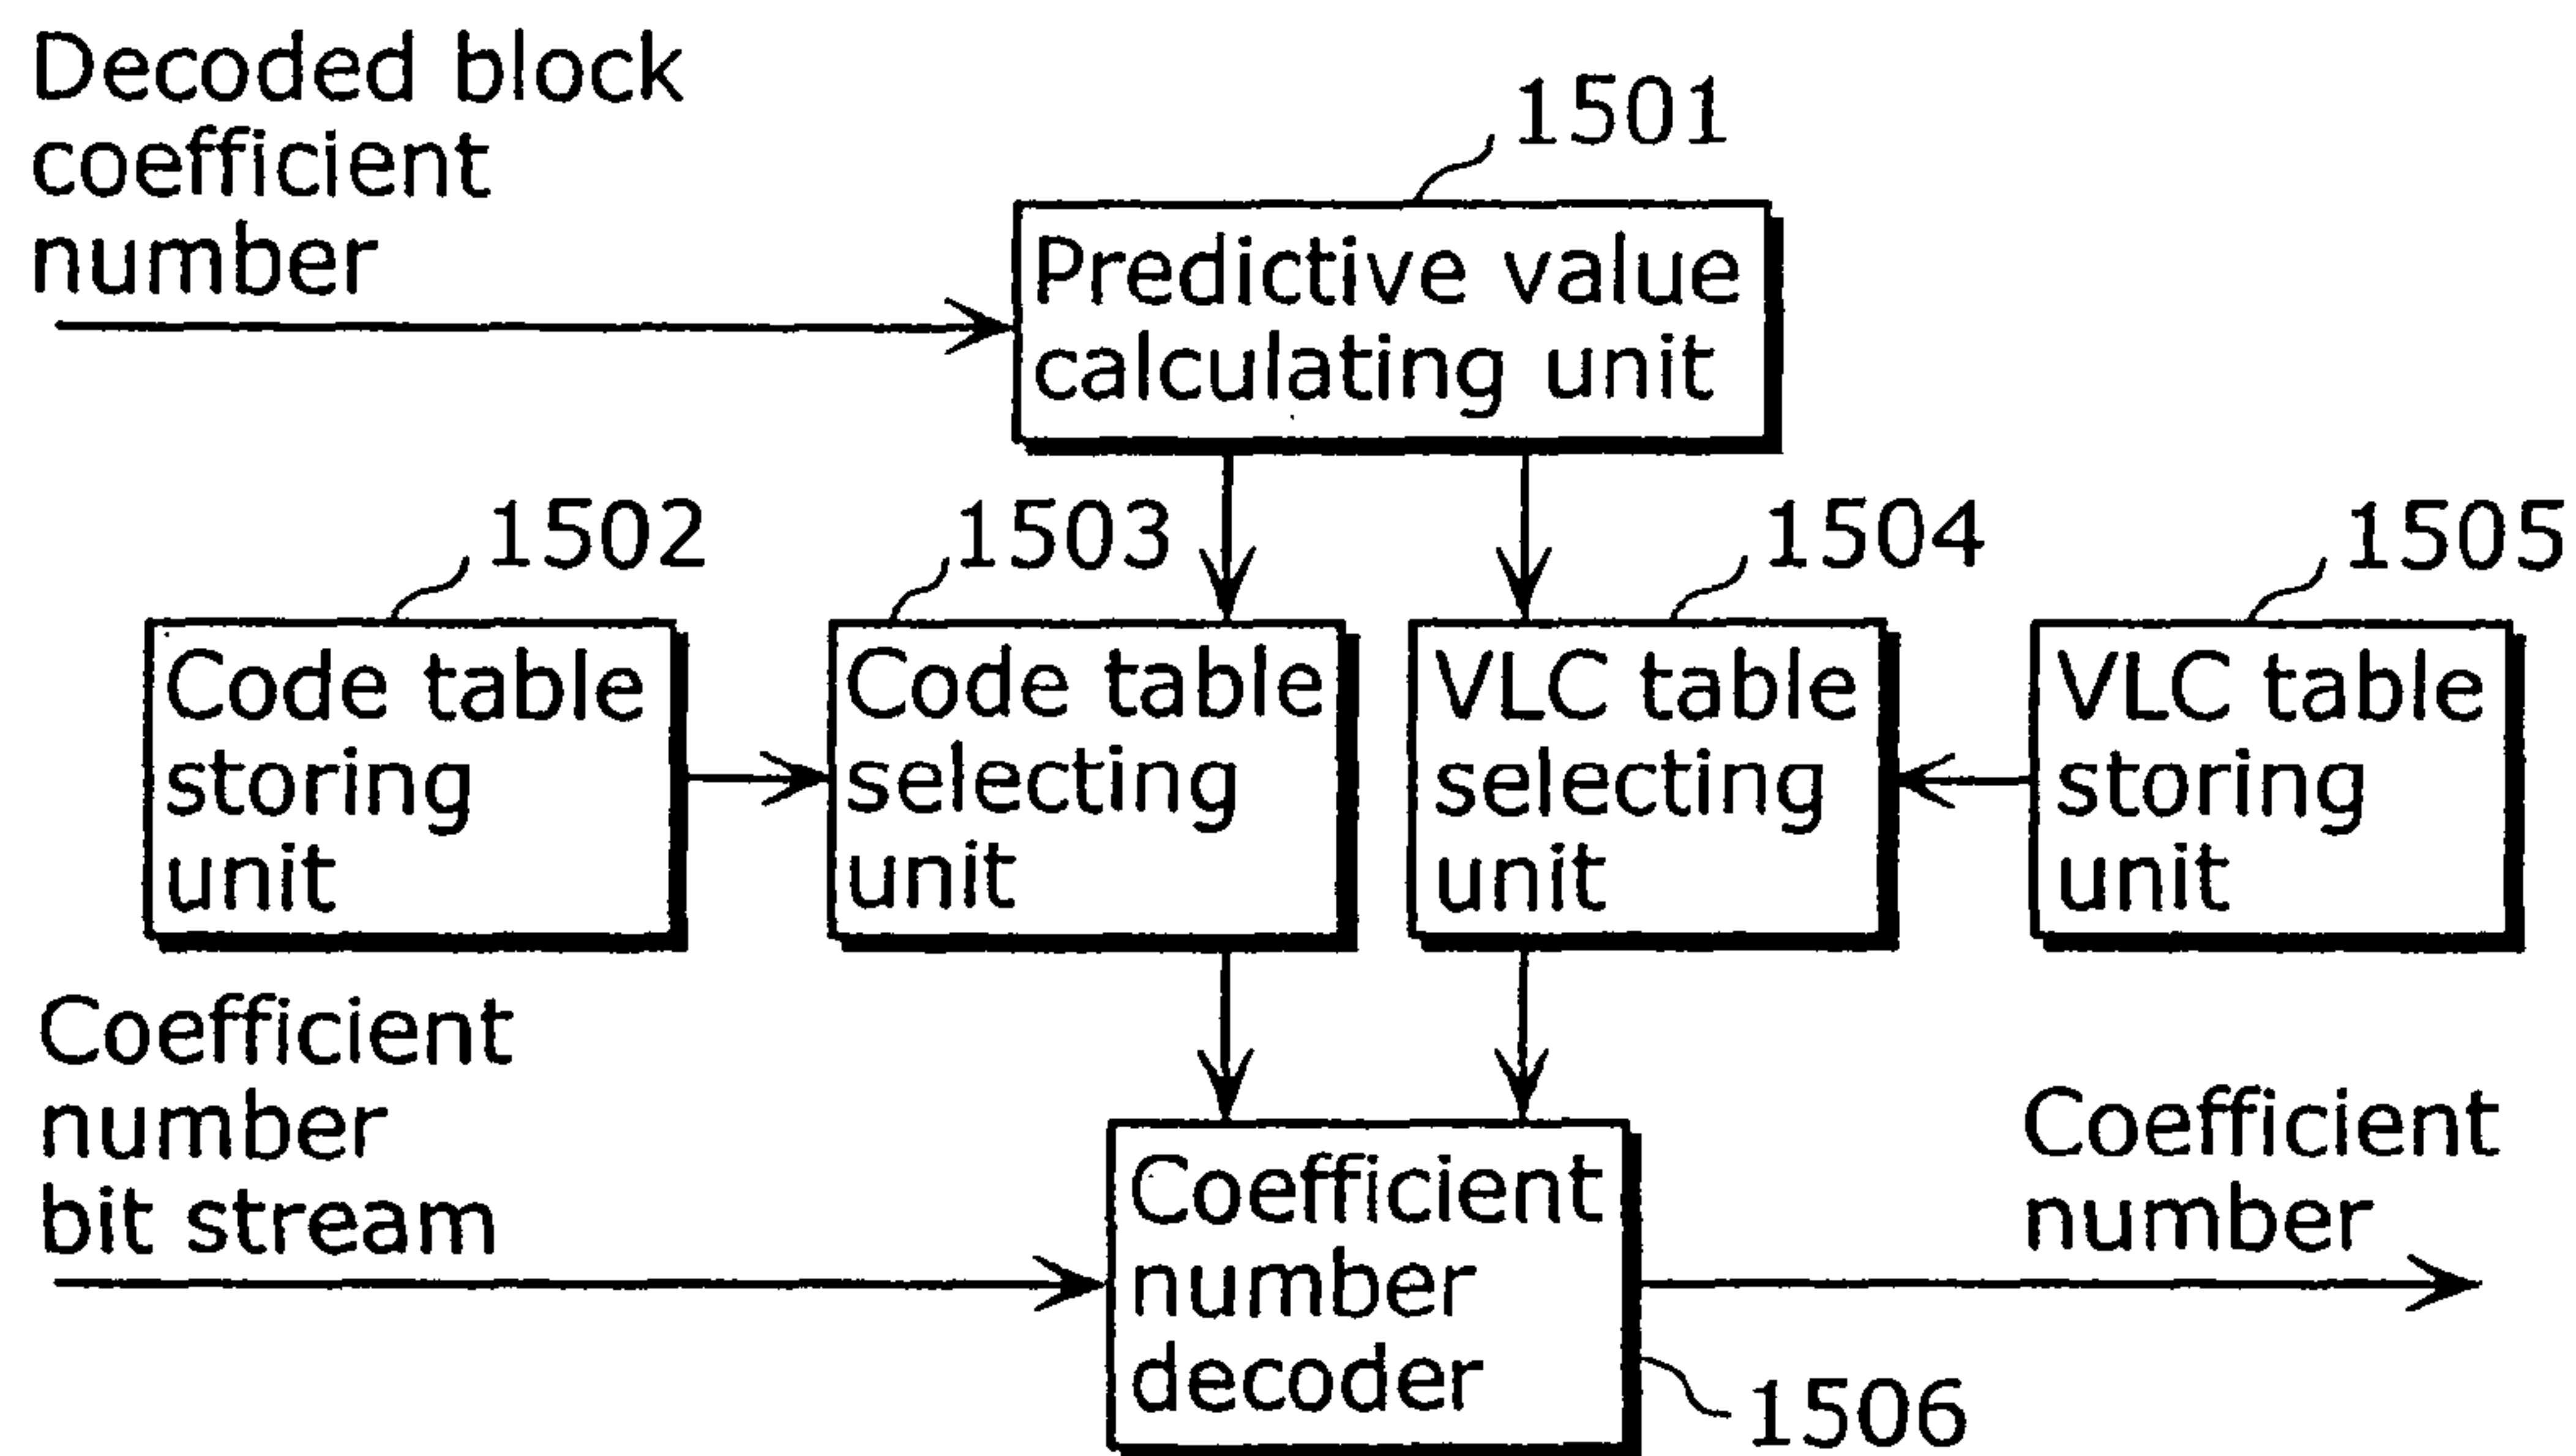 Decoded block
coefficient
number
1501
Predictive value
calculating unit
1502
1503
1504
1505
Code table
storing
unit
Code table
selecting
unit
VLC table
selecting
unit
VLC table
storing
unit
Coefficient
number
bit stream
Coefficient
number
decoder
Coefficient
number
1506